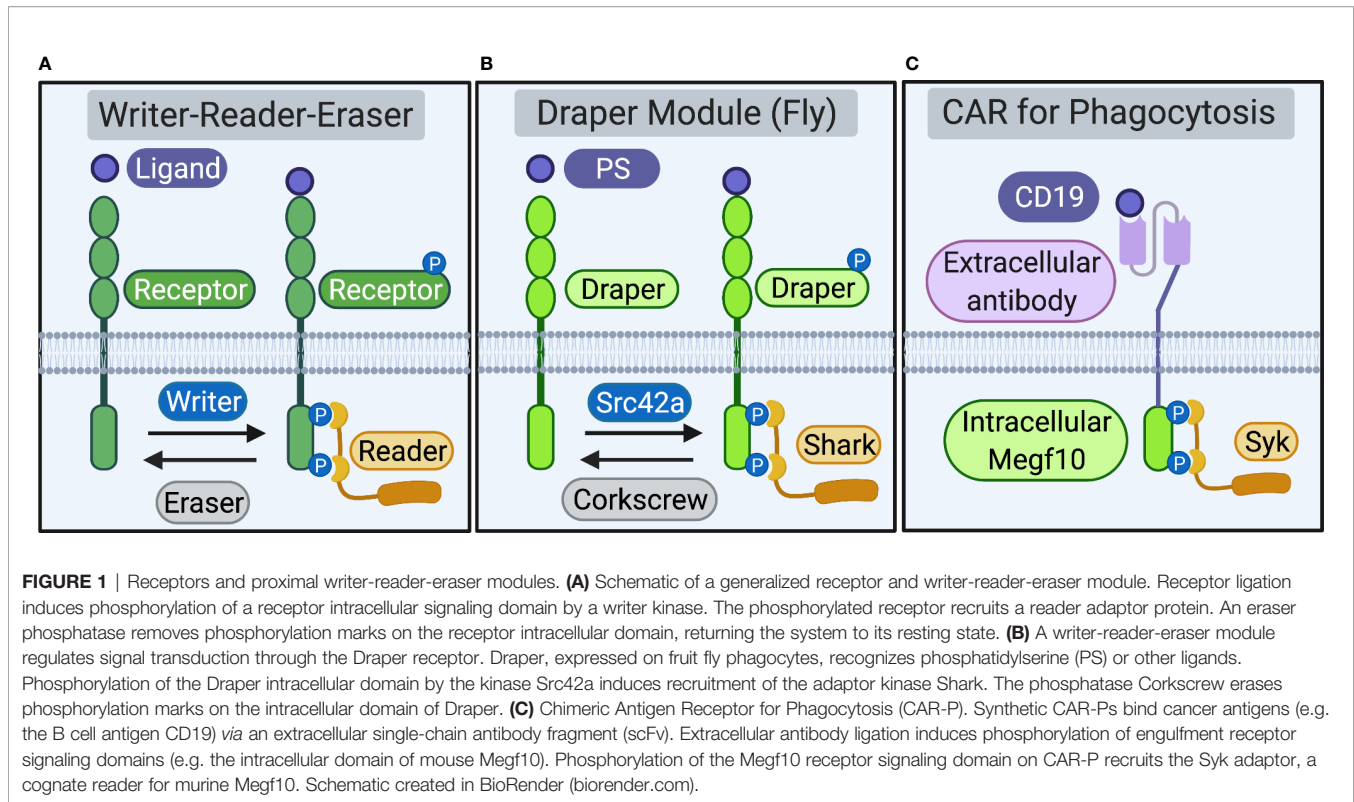 A
B
C
Writer-Reader-Eraser
Draper Module (Fly)
CAR for Phagocytosis
Ligand
Receptor
P
Receptor
Writer
Eraser
P
P
Reader
PS
Draper
P
Draper
Src42a
Corkscrew
P
P
Shark
CD19
Extracellular
antibody
Intracellular
Megf10
P
P
Syk
FIGURE 1 | Receptors and proximal writer-reader-eraser modules. (A) Schematic of a generalized receptor and writer-reader-eraser module. Receptor ligation
induces phosphorylation of a receptor intracellular signaling domain by a writer kinase. The phosphorylated receptor recruits a reader adaptor protein. An eraser
phosphatase removes phosphorylation marks on the receptor intracellular domain, returning the system to its resting state. (B) A writer-reader-eraser module
regulates signal transduction through the Draper receptor. Draper, expressed on fruit fly phagocytes, recognizes phosphatidylserine (PS) or other ligands.
Phosphorylation of the Draper intracellular domain by the kinase Src42a induces recruitment of the adaptor kinase Shark. The phosphatase Corkscrew erases
phosphorylation marks on the intracellular domain of Draper. (C) Chimeric Antigen Receptor for Phagocytosis (CAR-P). Synthetic CAR-Ps bind cancer antigens (e.g.
the B cell antigen CD19) via an extracellular single-chain antibody fragment (scFv). Extracellular antibody ligation induces phosphorylation of engulfment receptor
signaling domains (e.g. the intracellular domain of mouse Megf10). Phosphorylation of the Megf10 receptor signaling domain on CAR-P recruits the Syk adaptor, a
cognate reader for murine Megf10. Schematic created in BioRender (biorender.com).